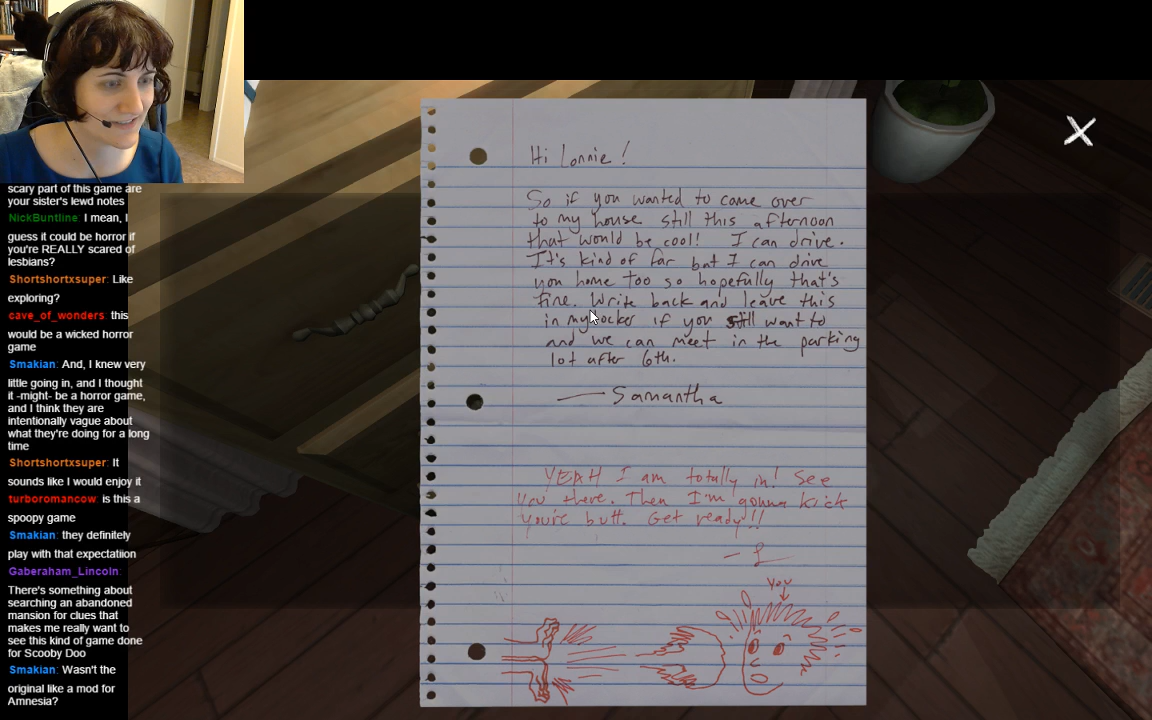 scary part of this game are
your sister's lewd notes
NickBuntline: I mean, I
guess it could be horror if
you're REALLY scared of
lesbians?
Shortshortxsuper: Like
exploring?
cave_of_wonders: this
would be a wicked horror
game
Smakian: And, I knew very
little going in, and I thought
it -might- be a horror game,
and I think they are
intentionally vague about
what they're doing for a long
time
Shortshortxsuper: It
sounds like I would enjoy it
turboromancow is this a
spoopy game
Smakian: they definitely
play with that expectatiion
Gaberaham_Lincoln:
There's something about
searching an abandoned
mansion for clues that
makes me really want to
see this kind of game done
for Scooby Doo
Smakian: Wasn't the
original like a mod for
Amnesia?
Hi Lonnie!
So if you wanted to come over
to my house still this afternoon
that would be cool! I can drive.
It's kind of far but I can drive
you home too so hopefully that's
fine. Write back and leave this
in my locker if you still want to
and we can meet in the parking
lot after 6th.
— Samantha
YEAH I am totally in! See
you there. Then I'm gonna kick
you're butt. Get ready!!
- L
you